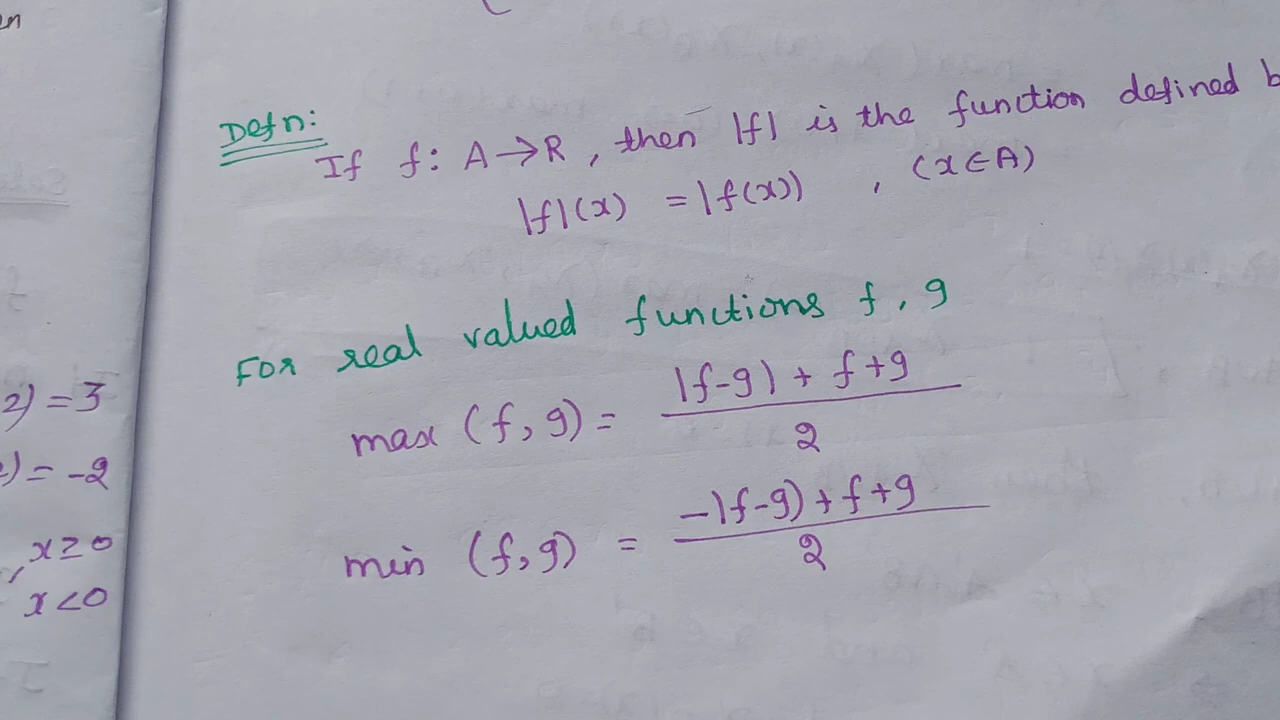 en
Defn:
If f: A→R, then |f| is the function defined b
|f|(x) = |f(x)| , (x∈A)
For real valued functions f, g
max (f, g) = |f-g| + f+g / 2
min (f, g) = -|f-g| + f+g / 2
2) = 3
) = -2
, x≥0
x<0